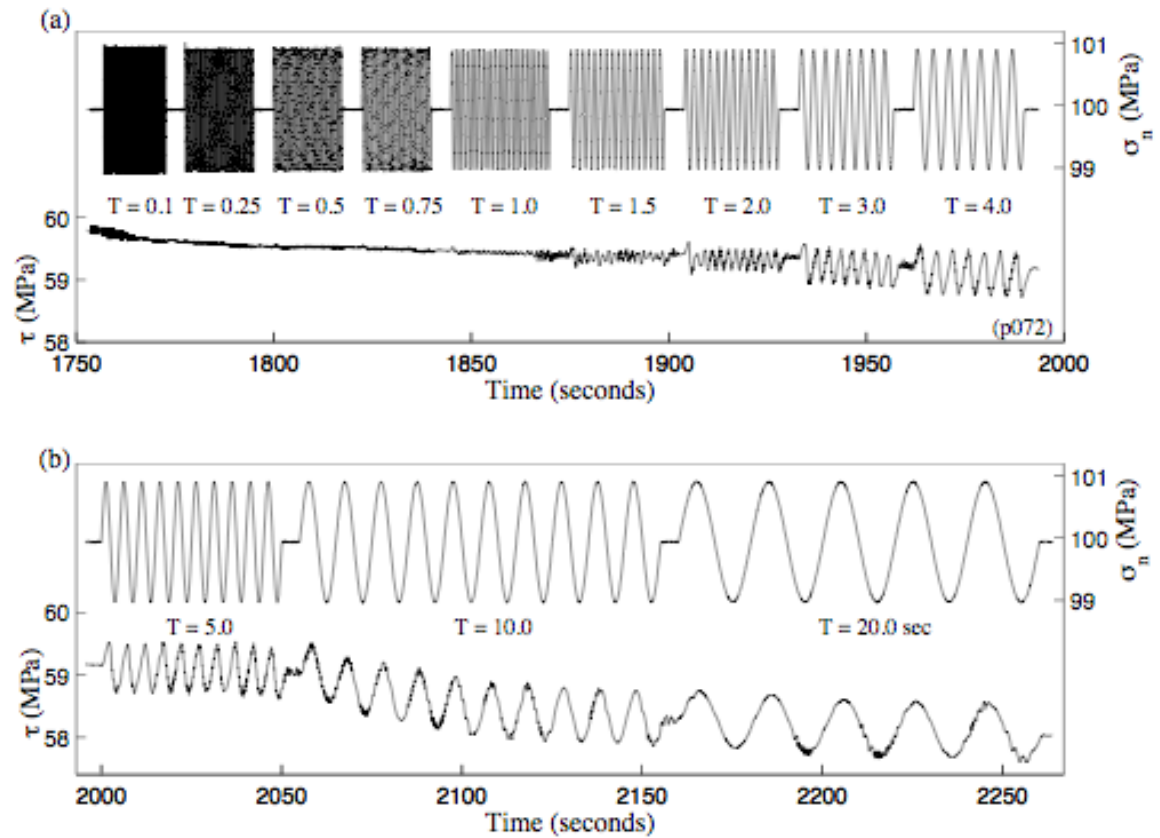 (a)
101
100
99
σn (MPa)
T = 0.1 T = 0.25 T = 0.5 T = 0.75 T = 1.0 T = 1.5 T = 2.0 T = 3.0 T = 4.0
60
59
58
τ (MPa)
(p072)
1750 1800 1850 1900 1950 2000
Time (seconds)
(b)
101
100
99
σn (MPa)
T = 5.0 T = 10.0 T = 20.0 sec
60
59
58
τ (MPa)
2000 2050 2100 2150 2200 2250
Time (seconds)